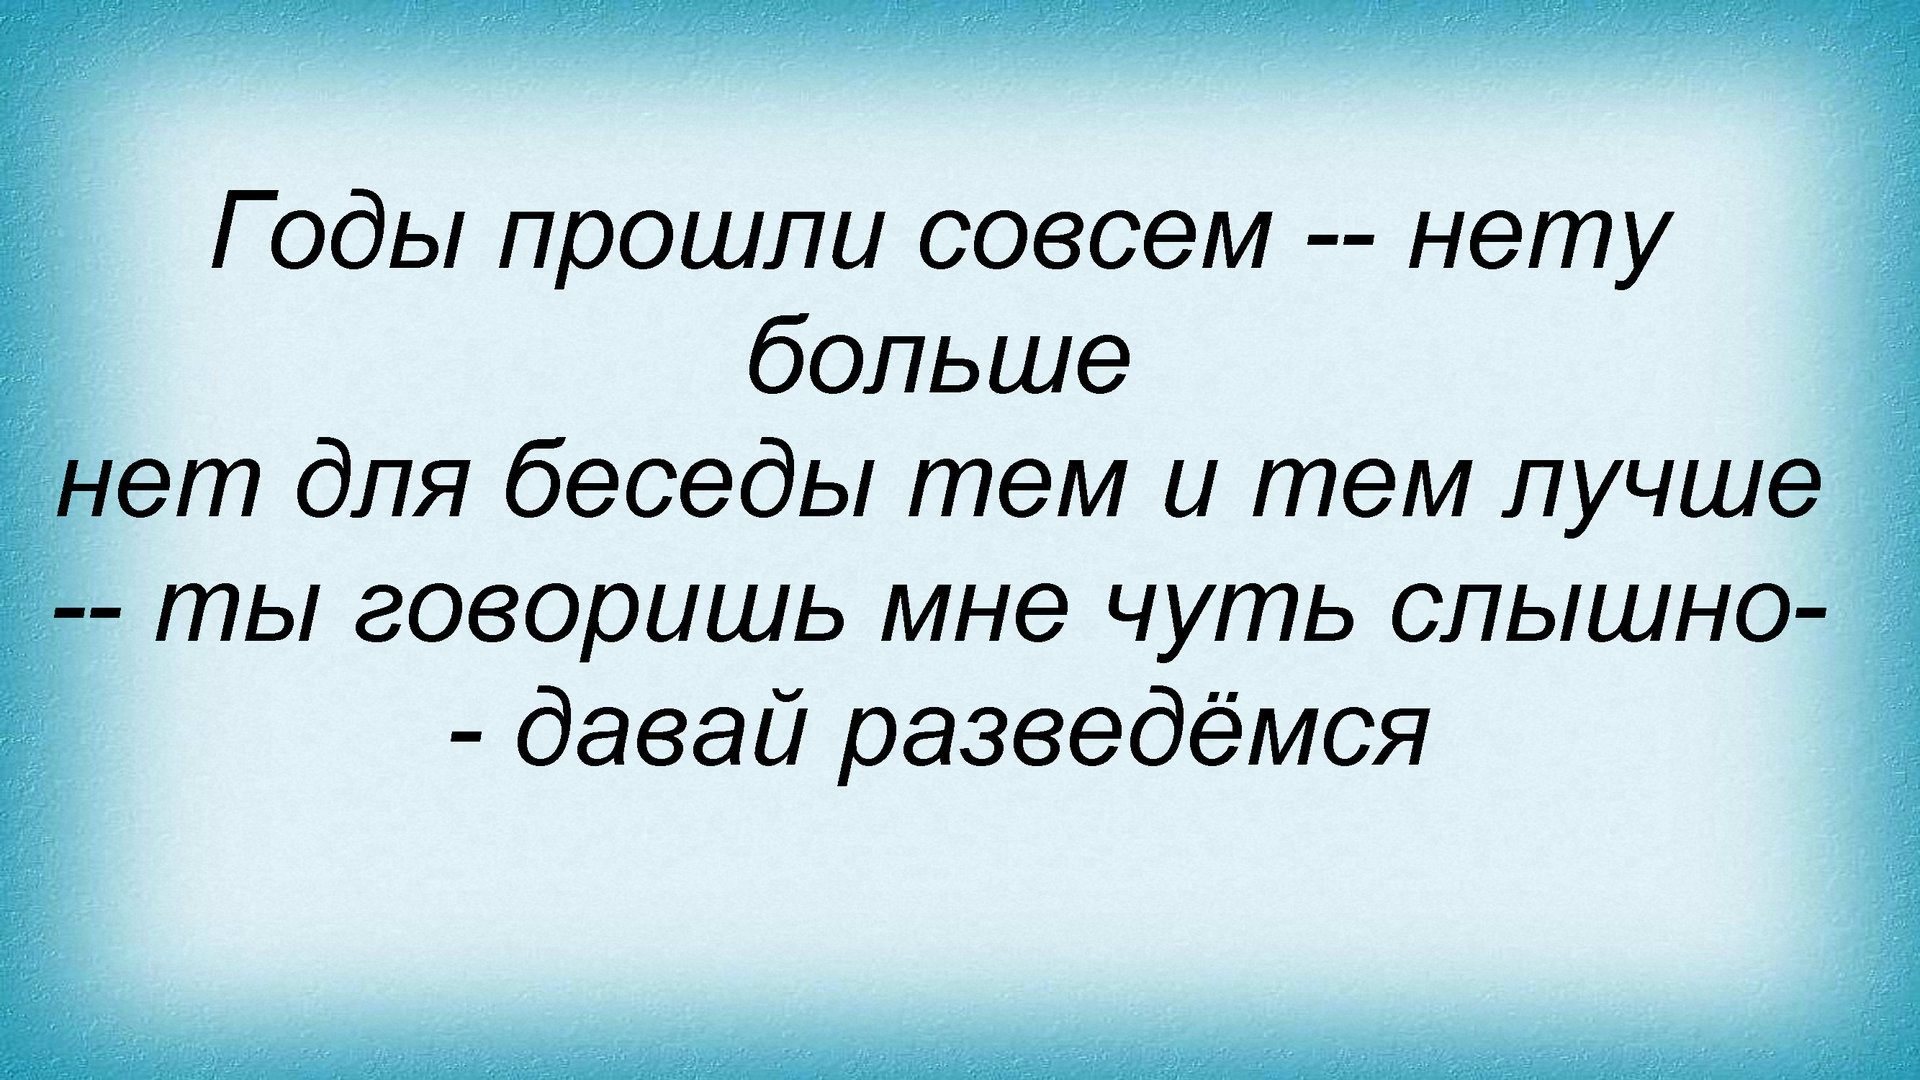 Годы прошли совсем -- нету
больше
нет для беседы тем и тем лучше
-- ты говоришь мне чуть слышно-
- давай разведёмся